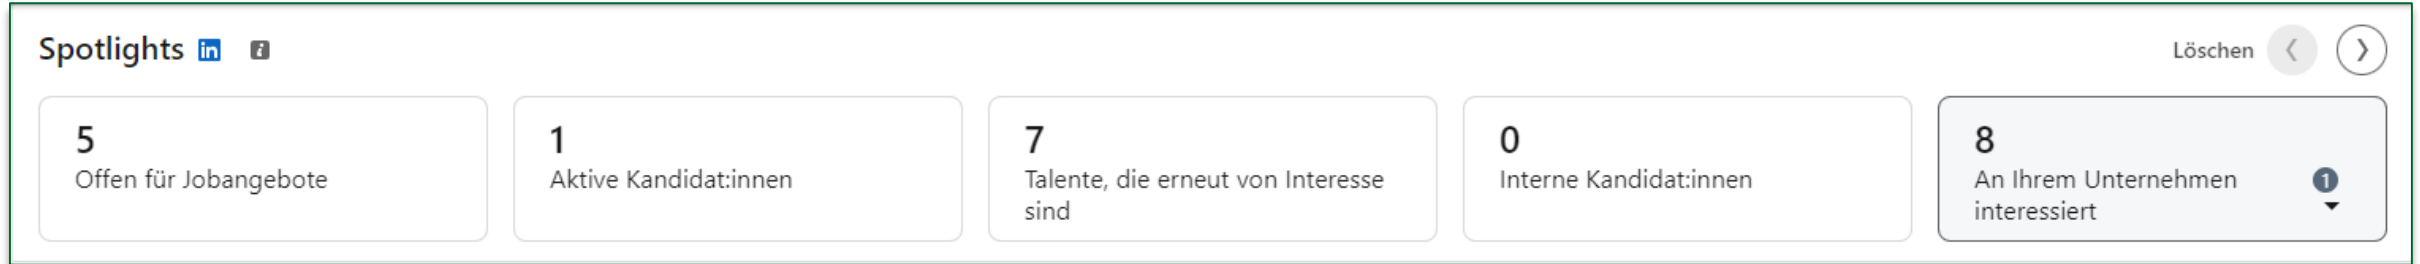 Spotlights in i
Löschen
5
Offen für Jobangebote
1
Aktive Kandidat:innen
7
Talente, die erneut von Interesse
sind
0
Interne Kandidat:innen
8
An Ihrem Unternehmen
interessiert
1